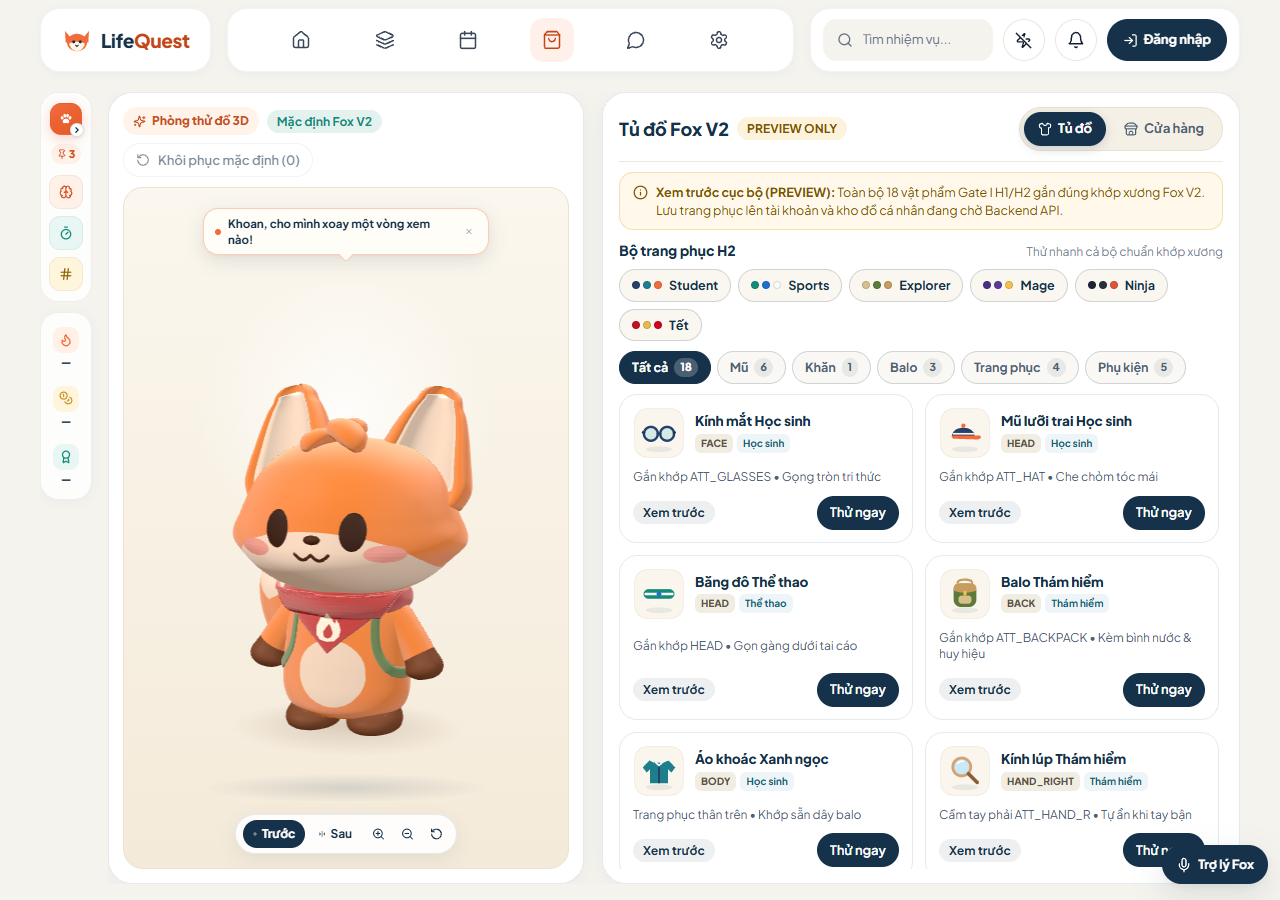 LifeQuest
Tìm nhiệm vụ...
Đăng nhập
3
Phòng thử đồ 3D
Mặc định Fox V2
Khôi phục mặc định (0)
Khoan, cho mình xoay một vòng xem
nào!
Trước
Sau
Tủ đồ Fox V2
PREVIEW ONLY
Tủ đồ
Cửa hàng
Xem trước cục bộ (PREVIEW): Toàn bộ 18 vật phẩm Gate I H1/H2 gắn đúng khớp xương Fox V2.
Lưu trang phục lên tài khoản và kho đồ cá nhân đang chờ Backend API.
Bộ trang phục H2
Thử nhanh cả bộ chuẩn khớp xương
Student
Sports
Explorer
Mage
Ninja
Tết
Tất cả 18
Mũ 6
Khăn 1
Balo 3
Trang phục 4
Phụ kiện 5
Kính mắt Học sinh
FACE Học sinh
Gắn khớp ATT_GLASSES • Gọng tròn tri thức
Xem trước
Thử ngay
Mũ lưỡi trai Học sinh
HEAD Học sinh
Gắn khớp ATT_HAT • Che chỏm tóc mái
Xem trước
Thử ngay
Băng đô Thể thao
HEAD Thể thao
Gắn khớp HEAD • Gọn gàng dưới tai cáo
Xem trước
Thử ngay
Balo Thám hiểm
BACK Thám hiểm
Gắn khớp ATT_BACKPACK • Kèm bình nước &
huy hiệu
Xem trước
Thử ngay
Áo khoác Xanh ngọc
BODY Học sinh
Trang phục thân trên • Khớp sẵn dây balo
Xem trước
Thử ngay
Kính lúp Thám hiểm
HAND_RIGHT Thám hiểm
Cầm tay phải ATT_HAND_R • Tự ẩn khi tay bận
Xem trước
Thử
Trợ lý Fox